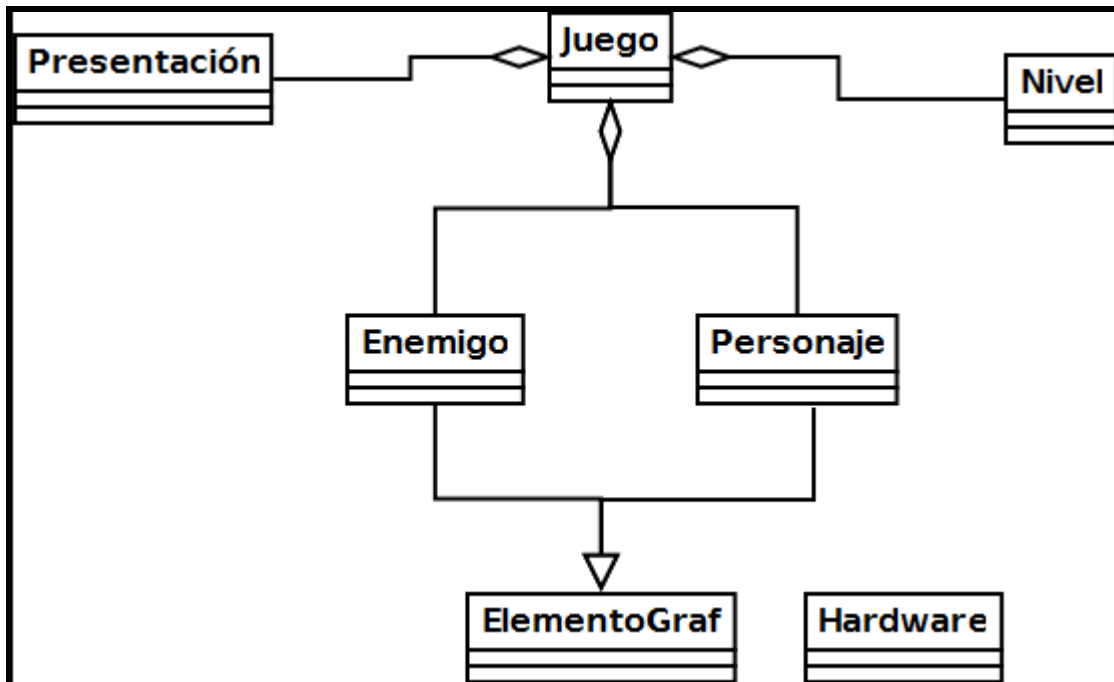 Juego
Presentación
Nivel
Enemigo
Personaje
ElementoGraf
Hardware